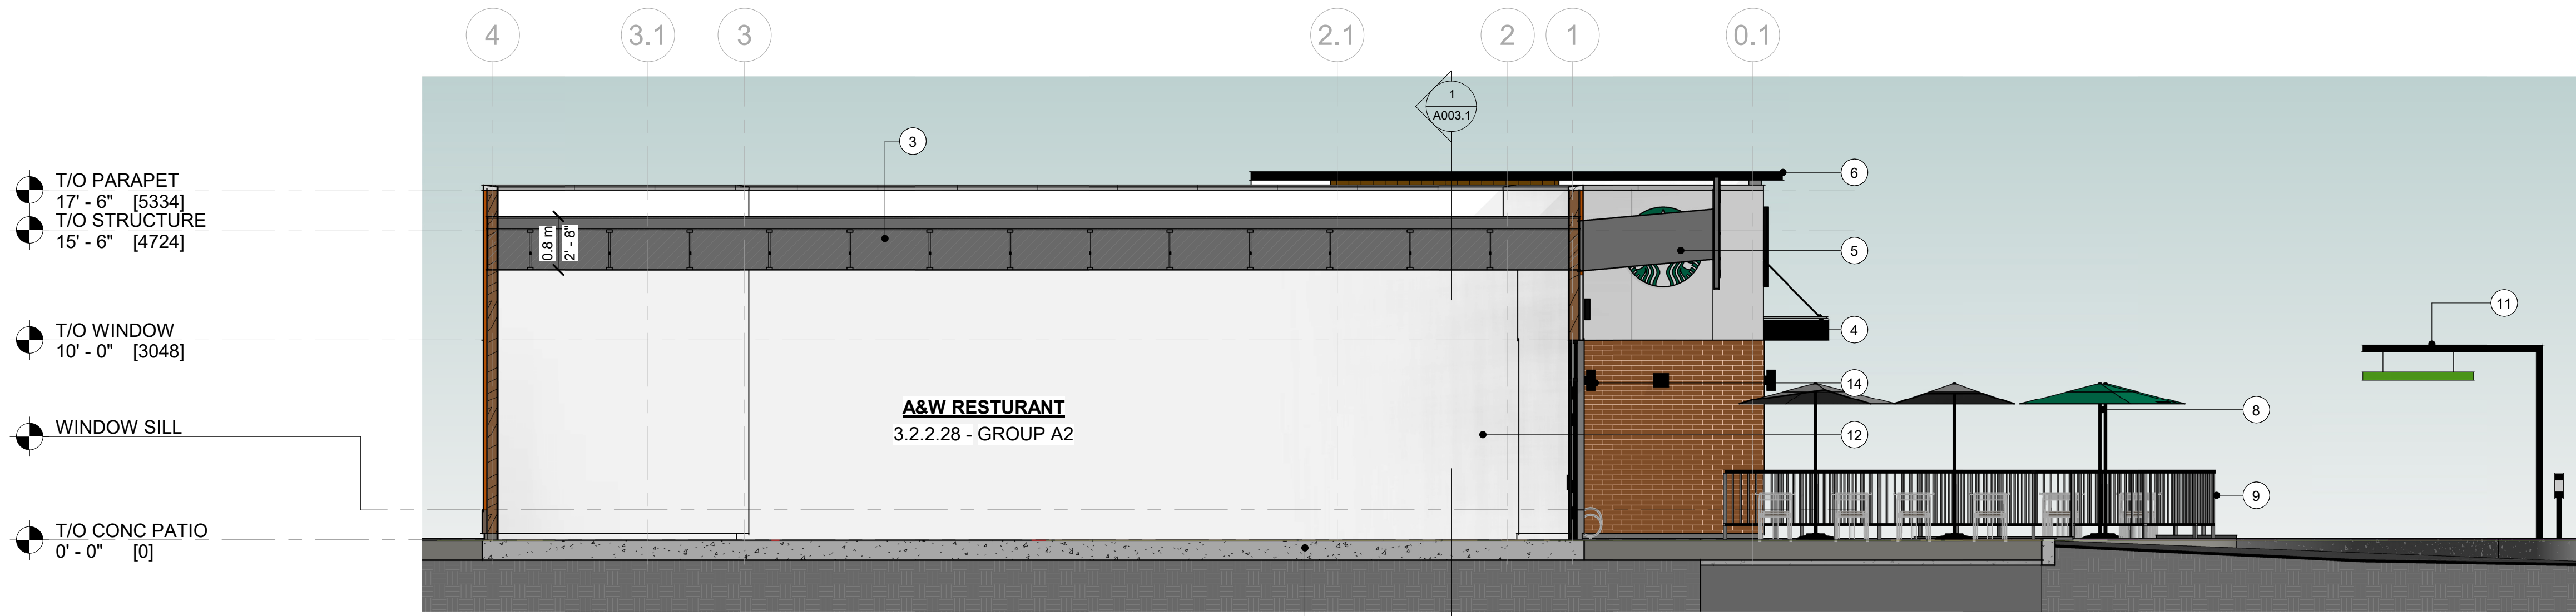 4
3.1
3
2.1
2
1
0.1
1
A003.1
3
6
T/O PARAPET
17' - 6" [5334]
T/O STRUCTURE
15' - 6" [4724]
0.8 m
2' - 8"
5
11
T/O WINDOW
10' - 0" [3048]
4
14
8
A&W RESTURANT
3.2.2.28 - GROUP A2
12
WINDOW SILL
9
T/O CONC PATIO
0' - 0" [0]